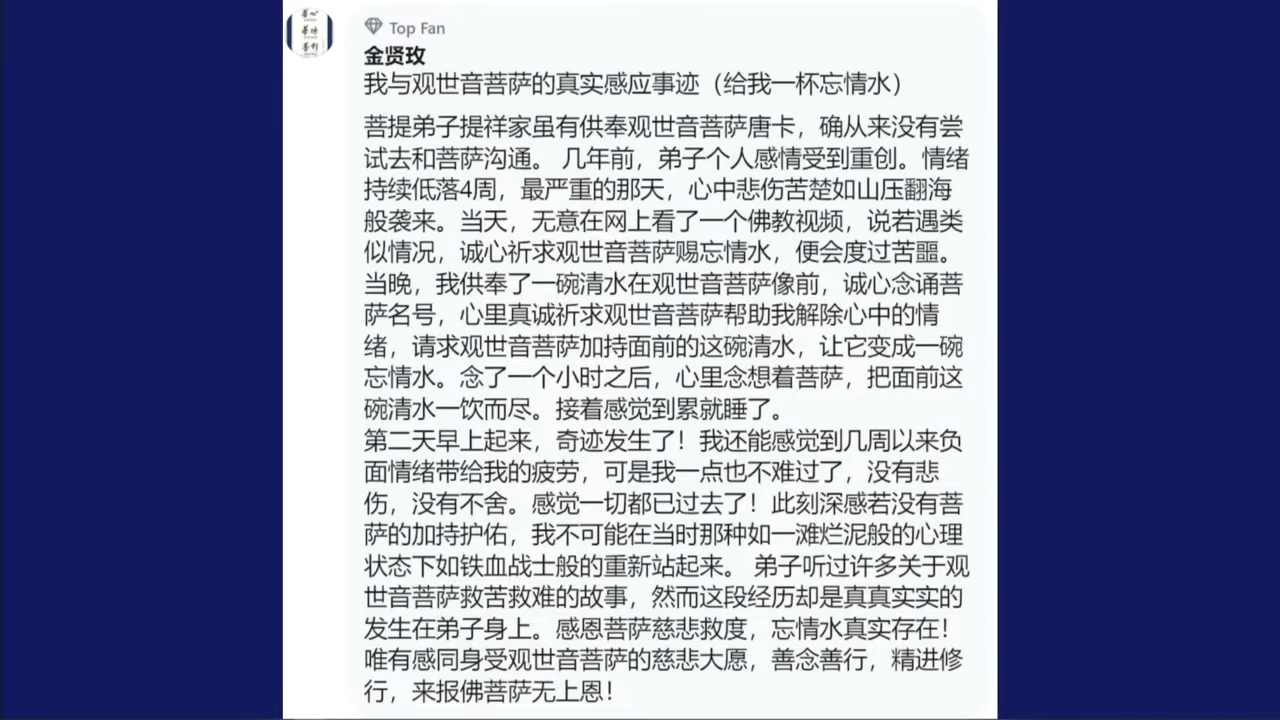 善心
善语
善行
Top Fan
金贤玫
我与观世音菩萨的真实感应事迹（给我一杯忘情水）
菩提弟子提祥家虽有供奉观世音菩萨唐卡，确从来没有尝
试去和菩萨沟通。 几年前，弟子个人感情受到重创。情绪
持续低落4周，最严重的那天，心中悲伤苦楚如山压翻海
般袭来。当天，无意在网上看了一个佛教视频，说若遇类
似情况，诚心祈求观世音菩萨赐忘情水，便会度过苦噩。
当晚，我供奉了一碗清水在观世音菩萨像前，诚心念诵菩
萨名号，心里真诚祈求观世音菩萨帮助我解除心中的情
绪，请求观世音菩萨加持面前的这碗清水，让它变成一碗
忘情水。念了一个小时之后，心里念想着菩萨，把面前这
碗清水一饮而尽。接着感觉到累就睡了。
第二天早上起来，奇迹发生了！我还能感觉到几周以来负
面情绪带给我的疲劳，可是我一点也不难过了，没有悲
伤，没有不舍。感觉一切都已过去了！此刻深感若没有菩
萨的加持护佑，我不可能在当时那种如一滩烂泥般的心理
状态下如铁血战士般的重新站起来。 弟子听过许多关于观
世音菩萨救苦救难的故事，然而这段经历却是真真实实的
发生在弟子身上。感恩菩萨慈悲救度，忘情水真实存在！
唯有感同身受观世音菩萨的慈悲大愿，善念善行，精进修
行，来报佛菩萨无上恩！